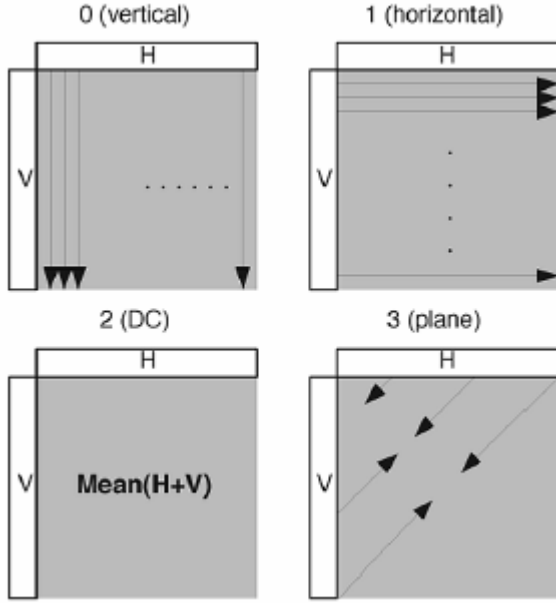 0 (vertical)
1 (horizontal)
H
H
V
V
2 (DC)
3 (plane)
H
H
V
Mean(H+V)
V